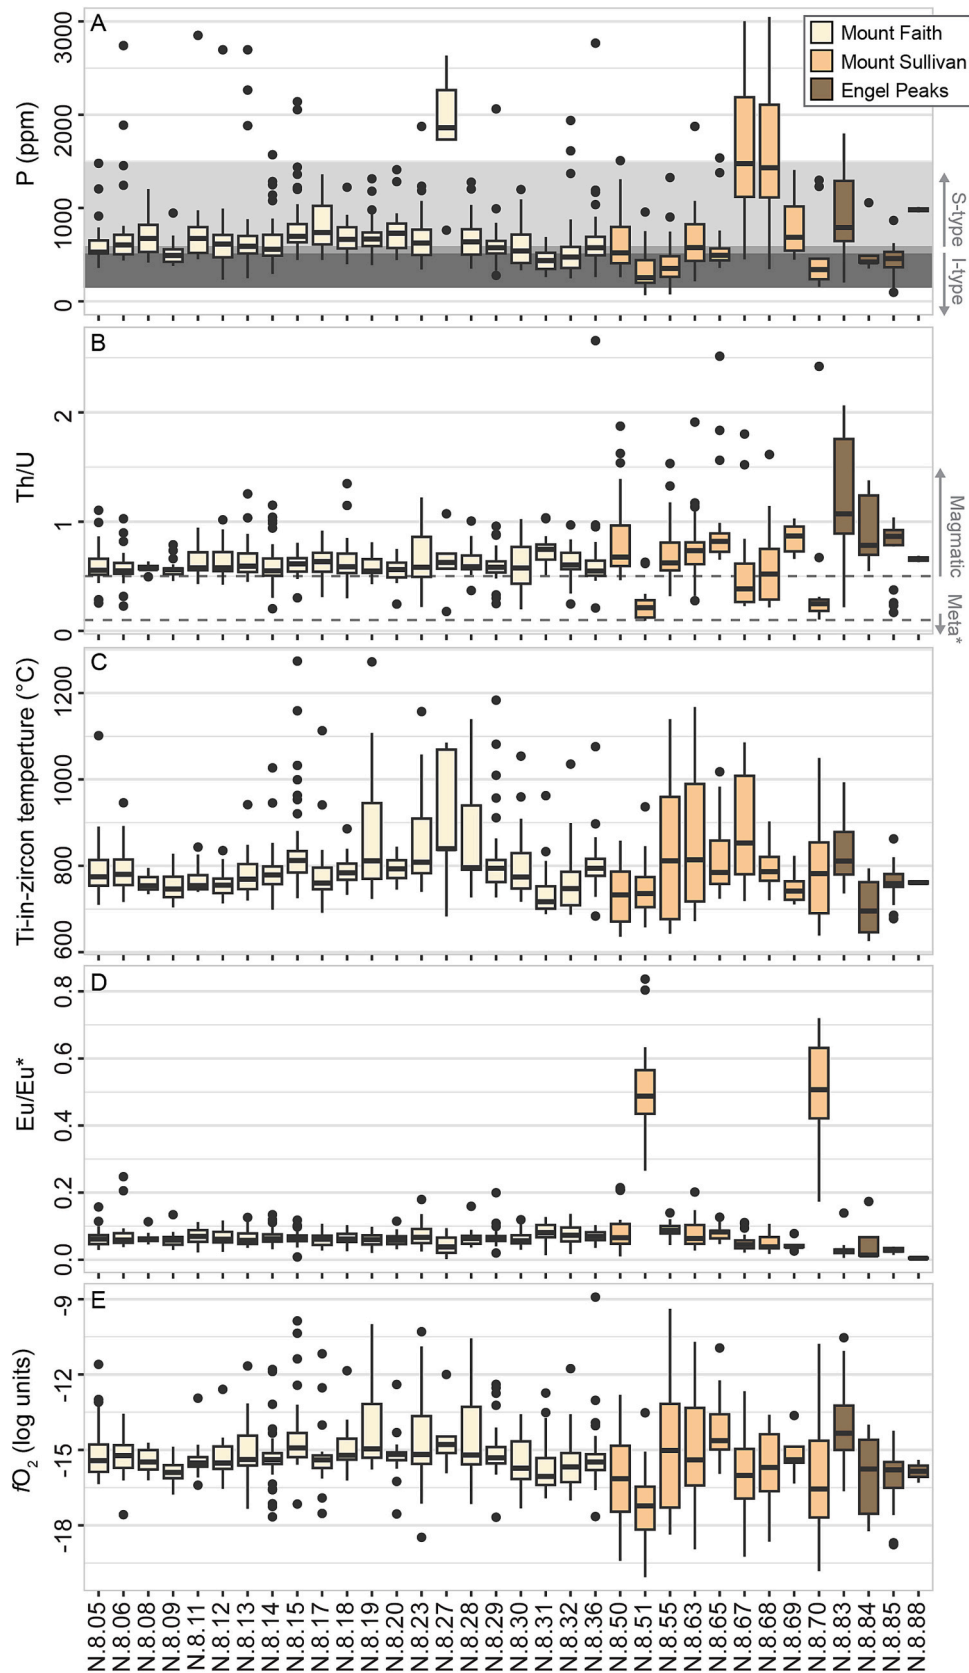 A
3000
2000
1000
0
P (ppm)
Mount Faith
Mount Sullivan
Engel Peaks
S-type
I-type
B
2
1
0
Th/U
Magmatic
Meta*
C
1200
1000
800
600
Ti-in-zircon temperture (°C)
D
0.8
0.6
0.4
0.2
0.0
Eu/Eu*
E
-9
-12
-15
-18
fO2 (log units)
N.8.05
N.8.06
N.8.08
N.8.09
N.8.11
N.8.12
N.8.13
N.8.14
N.8.15
N.8.17
N.8.18
N.8.19
N.8.20
N.8.23
N.8.27
N.8.28
N.8.29
N.8.30
N.8.31
N.8.32
N.8.36
N.8.50
N.8.51
N.8.55
N.8.63
N.8.65
N.8.67
N.8.68
N.8.69
N.8.70
N.8.83
N.8.84
N.8.85
N.8.88